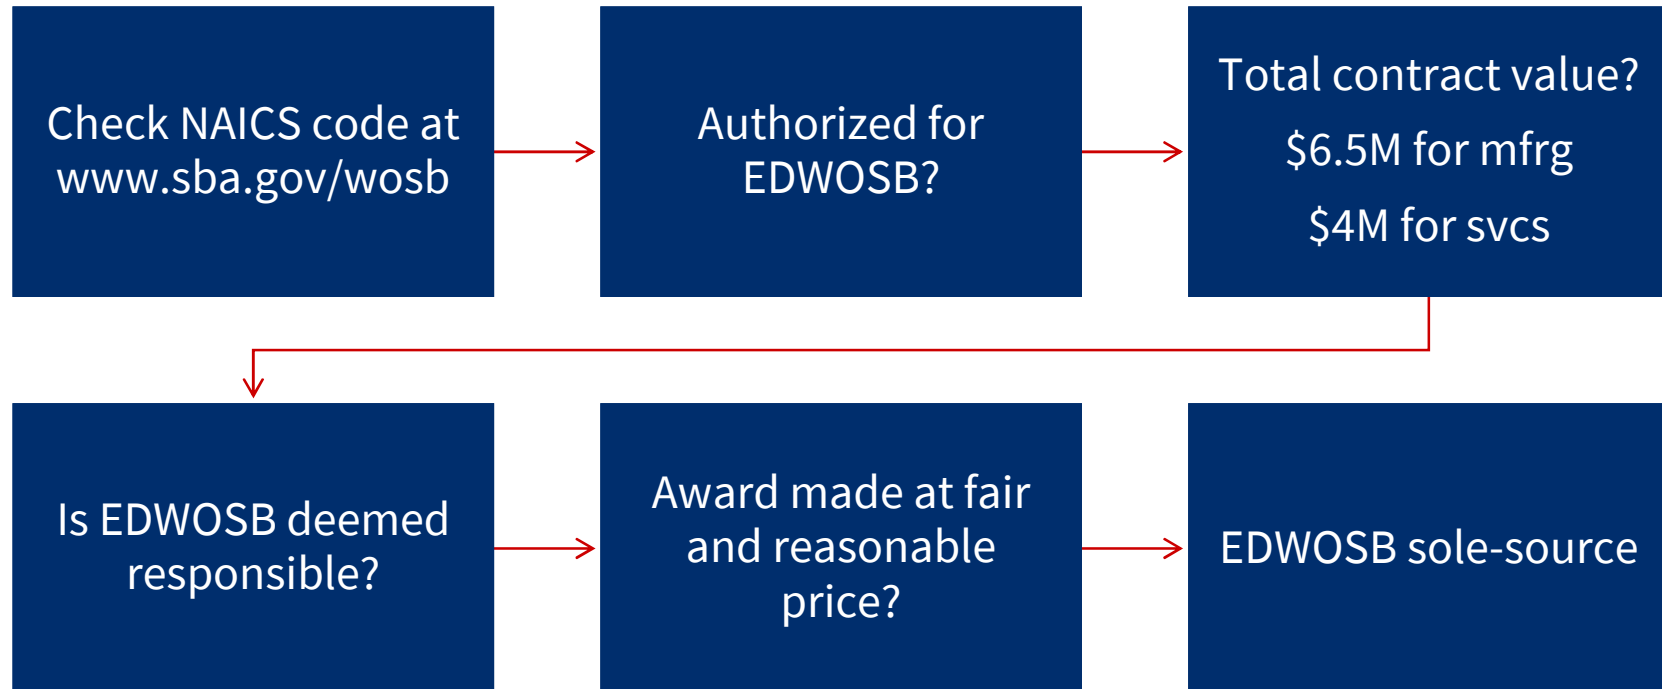 Check NAICS code at
www.sba.gov/wosb
Authorized for
EDWOSB?
Total contract value?
$6.5M for mfrg
$4M for svcs
Is EDWOSB deemed
responsible?
Award made at fair
and reasonable
price?
EDWOSB sole-source